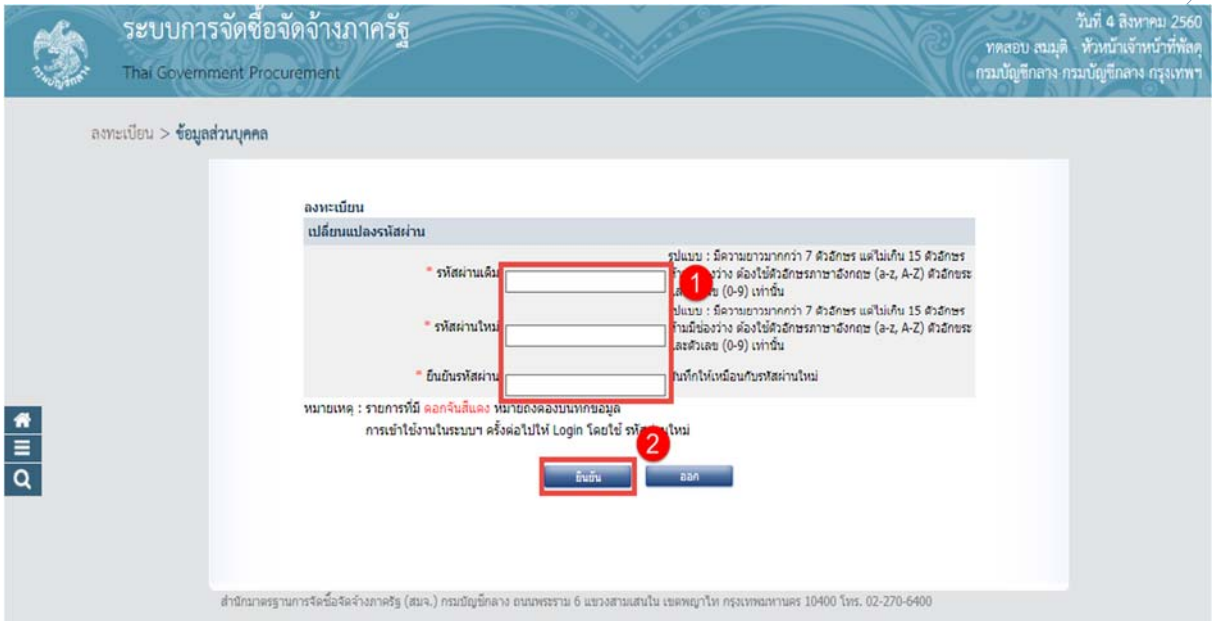 ระบบการจัดซื้อจัดจ้างภาครัฐ
Thai Government Procurement
วันที่ 4 สิงหาคม 2560
ทดสอบ สมมุติ - หัวหน้าเจ้าหน้าที่พัสดุ
กรมบัญชีกลาง กรมบัญชีกลาง กรุงเทพฯ
ลงทะเบียน > ข้อมูลส่วนบุคคล
ลงทะเบียน
เปลี่ยนแปลงรหัสผ่าน
* รหัสผ่านเดิม
1
รูปแบบ : มีความยาวมากกว่า 7 ตัวอักษร แต่ไม่เกิน 15 ตัวอักษร
ต้องใช้ตัวอักษรภาษาอังกฤษ (a-z, A-Z) ตัวอักขระ
(0-9) เท่านั้น
* รหัสผ่านใหม่
รูปแบบ : มีความยาวมากกว่า 7 ตัวอักษร แต่ไม่เกิน 15 ตัวอักษร
ห้ามมีช่องว่าง ต้องใช้ตัวอักษรภาษาอังกฤษ (a-z, A-Z) ตัวอักขระ
และตัวเลข (0-9) เท่านั้น
* ยืนยันรหัสผ่าน
บันทึกให้เหมือนกับรหัสผ่านใหม่
หมายเหตุ : รายการที่มี ดอกจันสีแดง หมายถึงต้องบันทึกข้อมูล
การเข้าใช้งานในระบบฯ ครั้งต่อไปให้ Login โดยใช้ รหัสผ่านใหม่
2
ยืนยัน
ออก
สำนักมาตรฐานการจัดซื้อจัดจ้างภาครัฐ (สมจ.) กรมบัญชีกลาง ถนนพระราม 6 แขวงสามเสนใน เขตพญาไท กรุงเทพมหานคร 10400 โทร. 02-270-6400